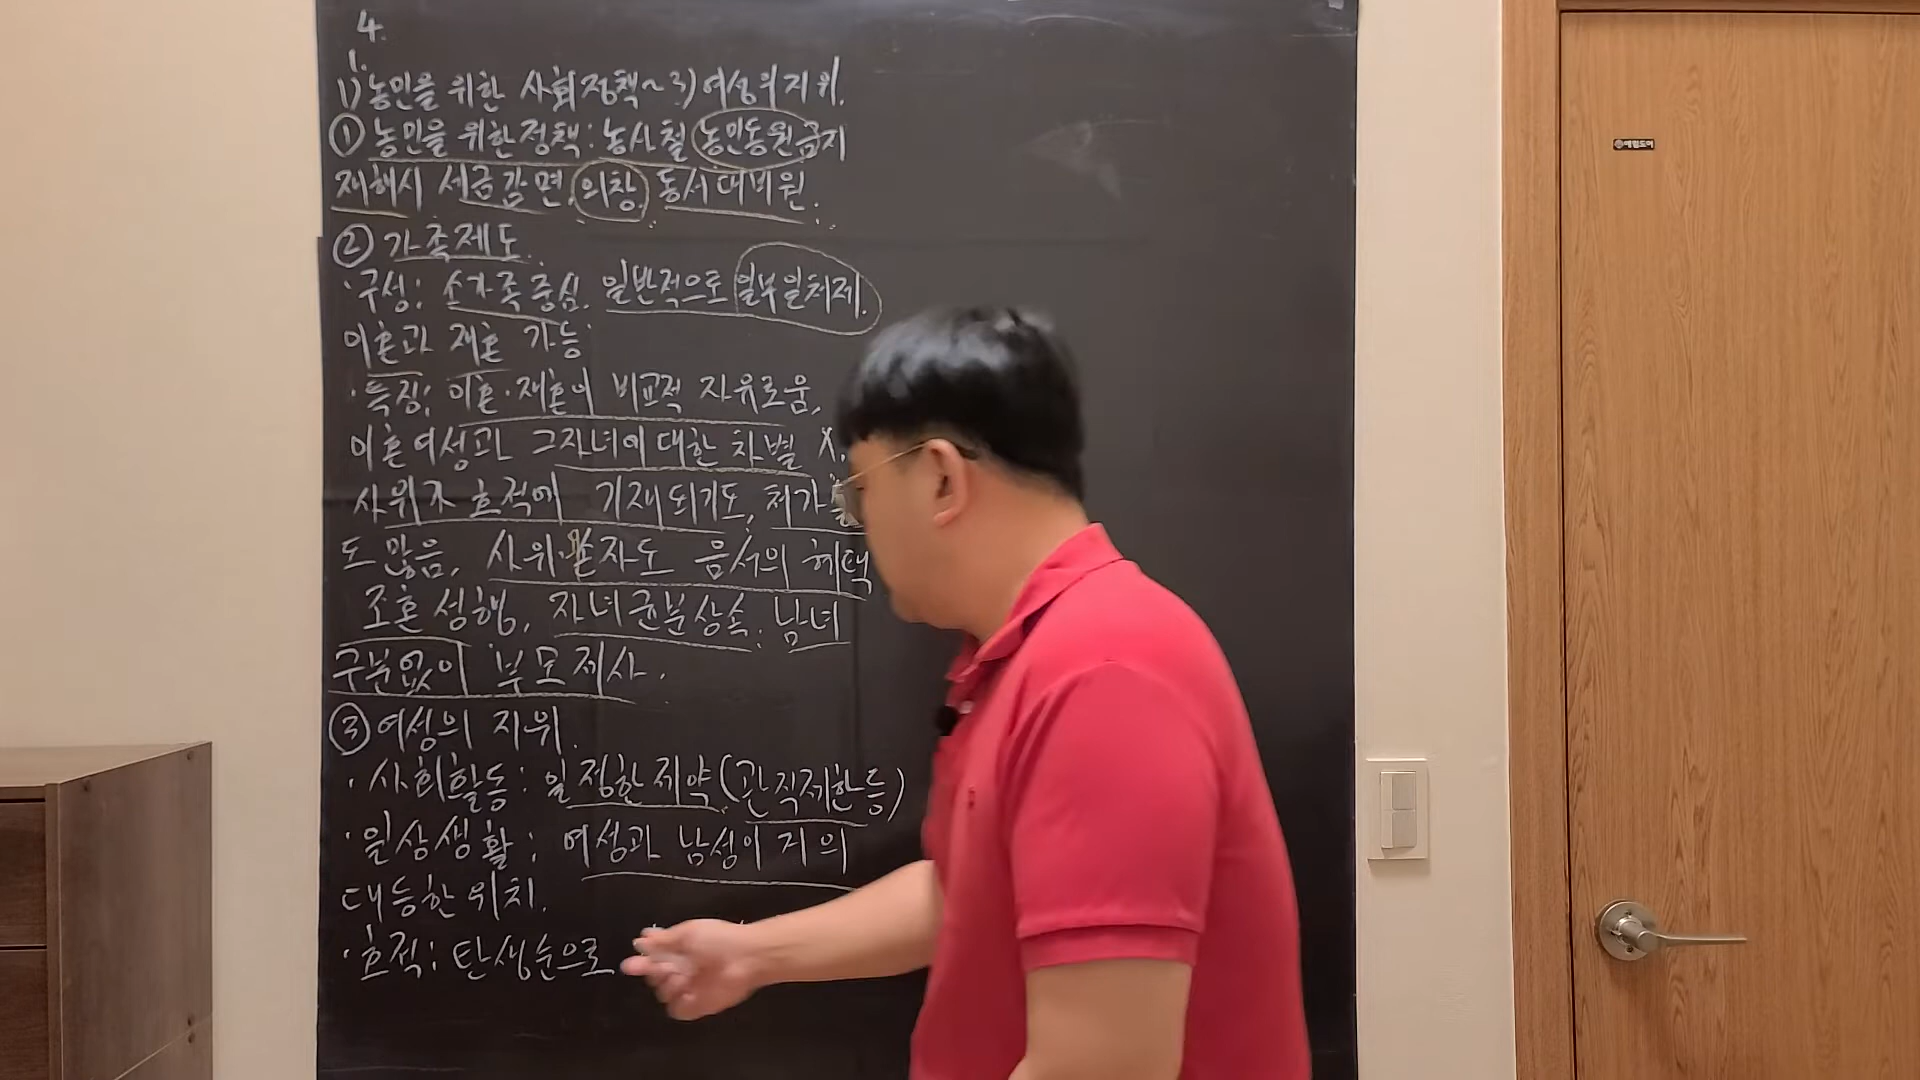 4.
1.
1) 농민을 위한 사회정책~3) 여성의 지위.
① 농민을 위한 정책: 농사철 농민동원금지
재해시 세금감면, 의창, 동서대비원.
② 가족제도.
·구성: 소가족 중심. 일반적으로 일부일처제.
이혼과 재혼 가능
·특징: 이혼·재혼이 비교적 자유로움,
이혼여성과 그자녀에 대한 차별 X,
사위가 호적에 기재되기도, 처가
도 많음, 사위·손자도 음서의 혜택
조혼 성행, 자녀균분상속. 남녀
구분없이 부모제사.
③ 여성의 지위.
·사회활동: 일정한 제약(관직제한 등)
·일상생활: 여성과 남성이 거의
대등한 위치.
·호적: 탄생순으로
에림도어